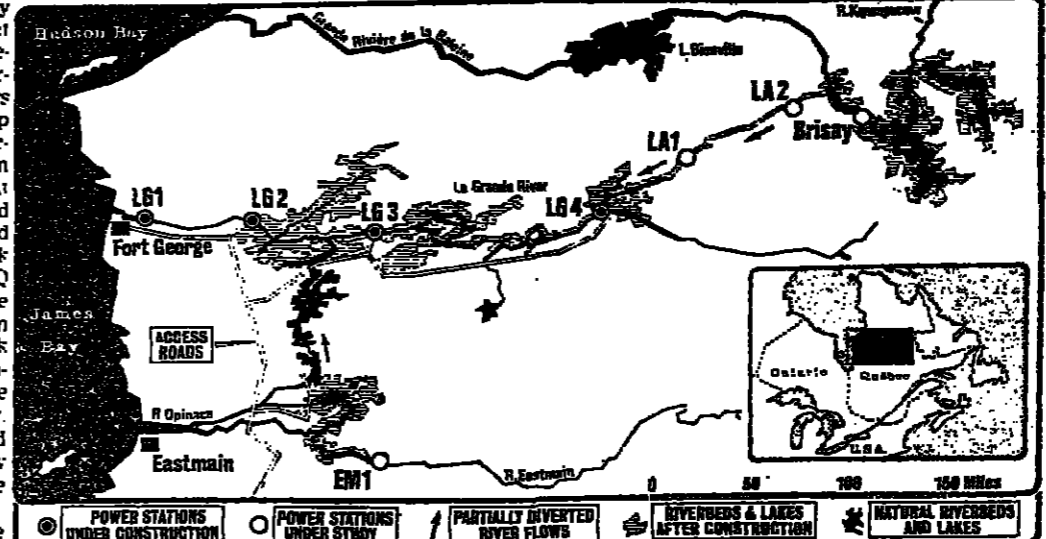 Hudson Bay
Grande Rivière de la Baleine
L. Bienville
LA2
Brisay
LA1
La Grande River
LG1
LG2
LG3
LG4
Fort George
James
Bay
ACCESS
ROADS
Ontario
Québec
U.S.A.
R Opinaca
Eastmain
EM1
R. Eastmain
0 50 100 150 Miles
POWER STATIONS
UNDER CONSTRUCTION
POWER STATIONS
UNDER STUDY
PARTIALLY DIVERTED
RIVER FLOWS
RIVERBEDS & LAKES
AFTER CONSTRUCTION
NATURAL RIVERBEDS
AND LAKES